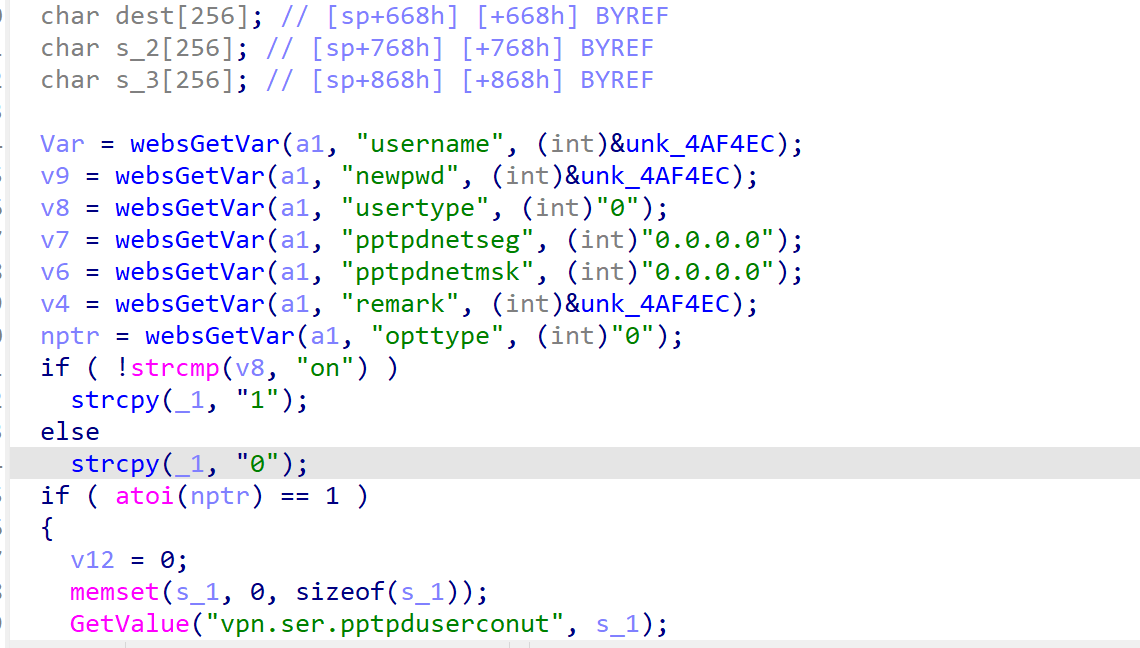 char dest[256]; // [sp+668h] [+668h] BYREF
char s_2[256]; // [sp+768h] [+768h] BYREF
char s_3[256]; // [sp+868h] [+868h] BYREF
Var = websGetVar(a1, "username", (int)&unk_4AF4EC);
v9 = websGetVar(a1, "newpwd", (int)&unk_4AF4EC);
v8 = websGetVar(a1, "usertype", (int)"0");
v7 = websGetVar(a1, "pptpdnetseg", (int)"0.0.0.0");
v6 = websGetVar(a1, "pptpdnetmsk", (int)"0.0.0.0");
v4 = websGetVar(a1, "remark", (int)&unk_4AF4EC);
nptr = websGetVar(a1, "opttype", (int)"0");
if ( !strcmp(v8, "on") )
strcpy(_1, "1");
else
strcpy(_1, "0");
if ( atoi(nptr) == 1 )
{
v12 = 0;
memset(s_1, 0, sizeof(s_1));
GetValue("vpn.ser.pptpduserconut", s_1);